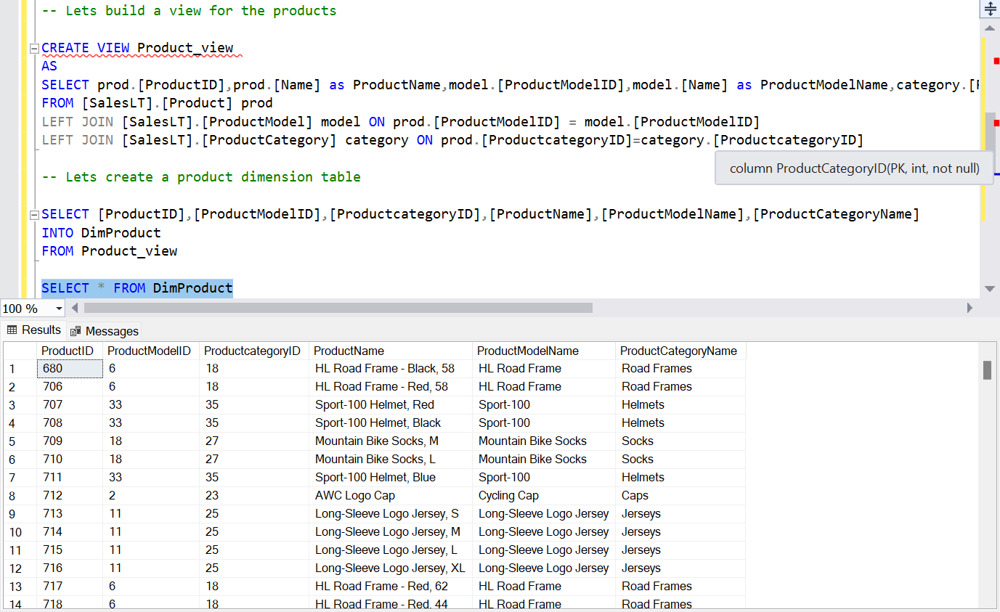 -- Lets build a view for the products
CREATE VIEW Product_view
AS
SELECT prod.[ProductID],prod.[Name] as ProductName,model.[ProductModelID],model.[Name] as ProductModelName,category.[
FROM [SalesLT].[Product] prod
LEFT JOIN [SalesLT].[ProductModel] model ON prod.[ProductModelID] = model.[ProductModelID]
LEFT JOIN [SalesLT].[ProductCategory] category ON prod.[ProductcategoryID]=category.[ProductcategoryID]
column ProductCategoryID(PK, int, not null)
-- Lets create a product dimension table
SELECT [ProductID],[ProductModelID],[ProductcategoryID],[ProductName],[ProductModelName],[ProductCategoryName]
INTO DimProduct
FROM Product_view
SELECT * FROM DimProduct
100 %
Results Messages
ProductID ProductModelID ProductcategoryID ProductName ProductModelName ProductCategoryName
1 680 6 18 HL Road Frame - Black, 58 HL Road Frame Road Frames
2 706 6 18 HL Road Frame - Red, 58 HL Road Frame Road Frames
3 707 33 35 Sport-100 Helmet, Red Sport-100 Helmets
4 708 33 35 Sport-100 Helmet, Black Sport-100 Helmets
5 709 18 27 Mountain Bike Socks, M Mountain Bike Socks Socks
6 710 18 27 Mountain Bike Socks, L Mountain Bike Socks Socks
7 711 33 35 Sport-100 Helmet, Blue Sport-100 Helmets
8 712 2 23 AWC Logo Cap Cycling Cap Caps
9 713 11 25 Long-Sleeve Logo Jersey, S Long-Sleeve Logo Jersey Jerseys
10 714 11 25 Long-Sleeve Logo Jersey, M Long-Sleeve Logo Jersey Jerseys
11 715 11 25 Long-Sleeve Logo Jersey, L Long-Sleeve Logo Jersey Jerseys
12 716 11 25 Long-Sleeve Logo Jersey, XL Long-Sleeve Logo Jersey Jerseys
13 717 6 18 HL Road Frame - Red, 62 HL Road Frame Road Frames
14 718 6 18 HL Road Frame - Red, 44 HL Road Frame Road Frames